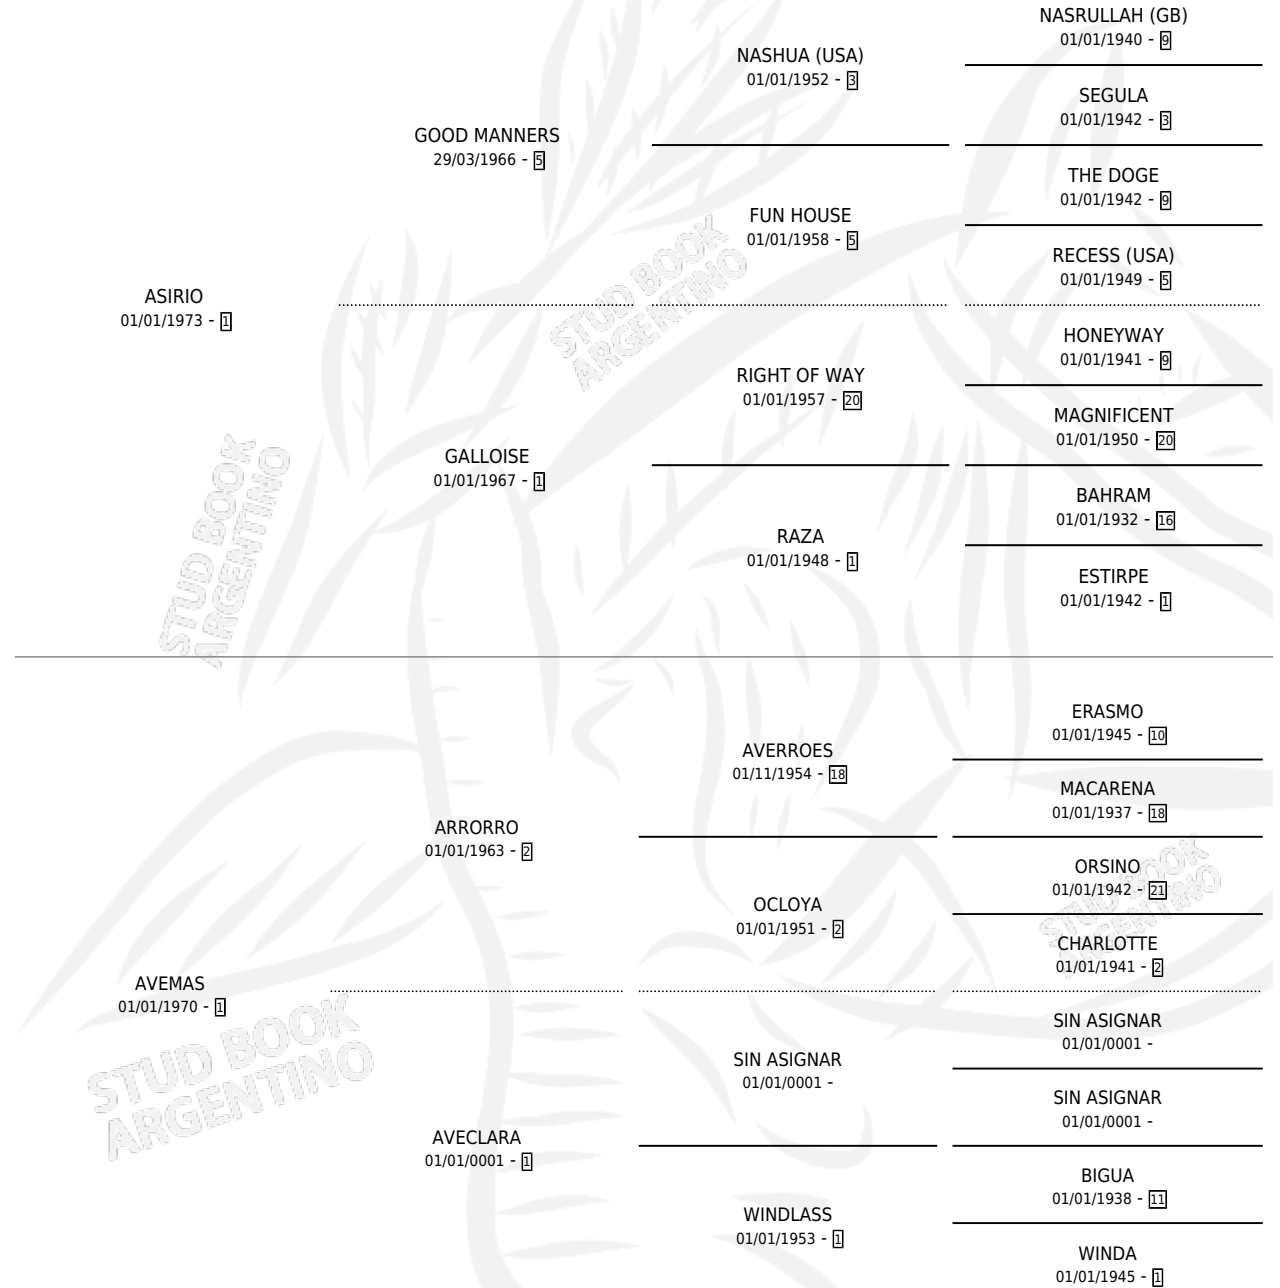 NASRULLAH (GB)
01/01/1940 - 9
NASHUA (USA)
01/01/1952 - 3
SEGULA
01/01/1942 - 3
GOOD MANNERS
29/03/1966 - 5
THE DOGE
01/01/1942 - 9
FUN HOUSE
01/01/1958 - 5
RECESS (USA)
01/01/1949 - 5
ASIRIO
01/01/1973 - 1
HONEYWAY
01/01/1941 - 9
RIGHT OF WAY
01/01/1957 - 20
MAGNIFICENT
01/01/1950 - 20
GALLOISE
01/01/1967 - 1
BAHRAM
01/01/1932 - 16
RAZA
01/01/1948 - 1
ESTIRPE
01/01/1942 - 1
ERASMO
01/01/1945 - 10
AVERROES
01/11/1954 - 18
MACARENA
01/01/1937 - 18
ARRORRO
01/01/1963 - 2
ORSINO
01/01/1942 - 21
OCLOYA
01/01/1951 - 2
CHARLOTTE
01/01/1941 - 2
AVEMAS
01/01/1970 - 1
SIN ASIGNAR
01/01/0001 -
SIN ASIGNAR
01/01/0001 -
SIN ASIGNAR
01/01/0001 -
AVECLARA
01/01/0001 - 1
BIGUA
01/01/1938 - 11
WINDLASS
01/01/1953 - 1
WINDA
01/01/1945 - 1
STUD BOOK
ARGENTINO
STUD BOOK
ARGENTINO
STUD BOOK
ARGENTINO
STUD BOOK
ARGENTINO